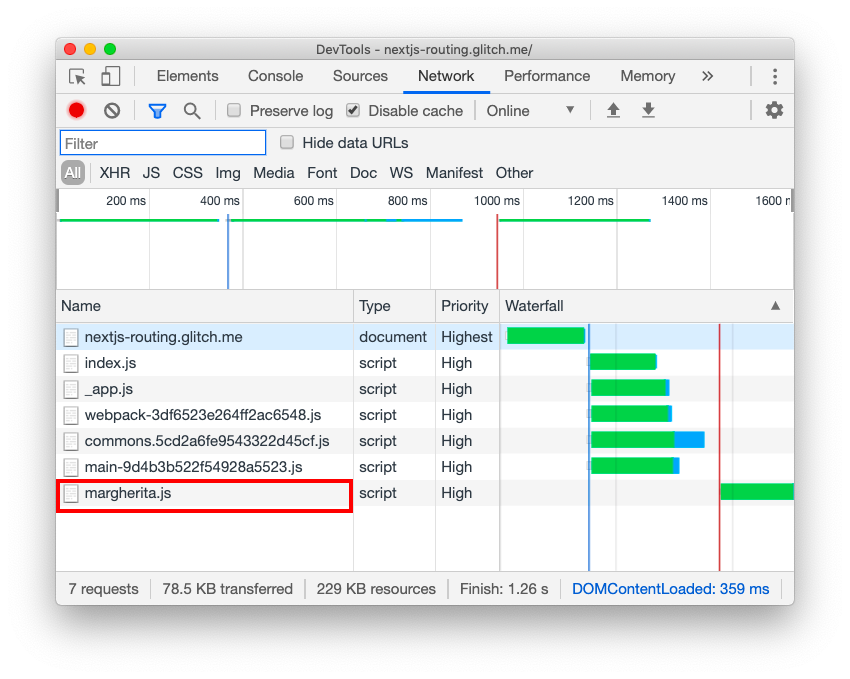 DevTools - nextjs-routing.glitch.me/
Elements Console Sources Network Performance Memory »
Preserve log Disable cache Online ▼
Filter Hide data URLs
All XHR JS CSS Img Media Font Doc WS Manifest Other
200 ms 400 ms 600 ms 800 ms 1000 ms 1200 ms 1400 ms 1600 m
Name Type Priority Waterfall ▲
nextjs-routing.glitch.me document Highest
index.js script High
_app.js script High
webpack-3df6523e264ff2ac6548.js script High
commons.5cd2a6fe9543322d45cf.js script High
main-9d4b3b522f54928a5523.js script High
margherita.js script High
7 requests 78.5 KB transferred 229 KB resources Finish: 1.26 s DOMContentLoaded: 359 ms